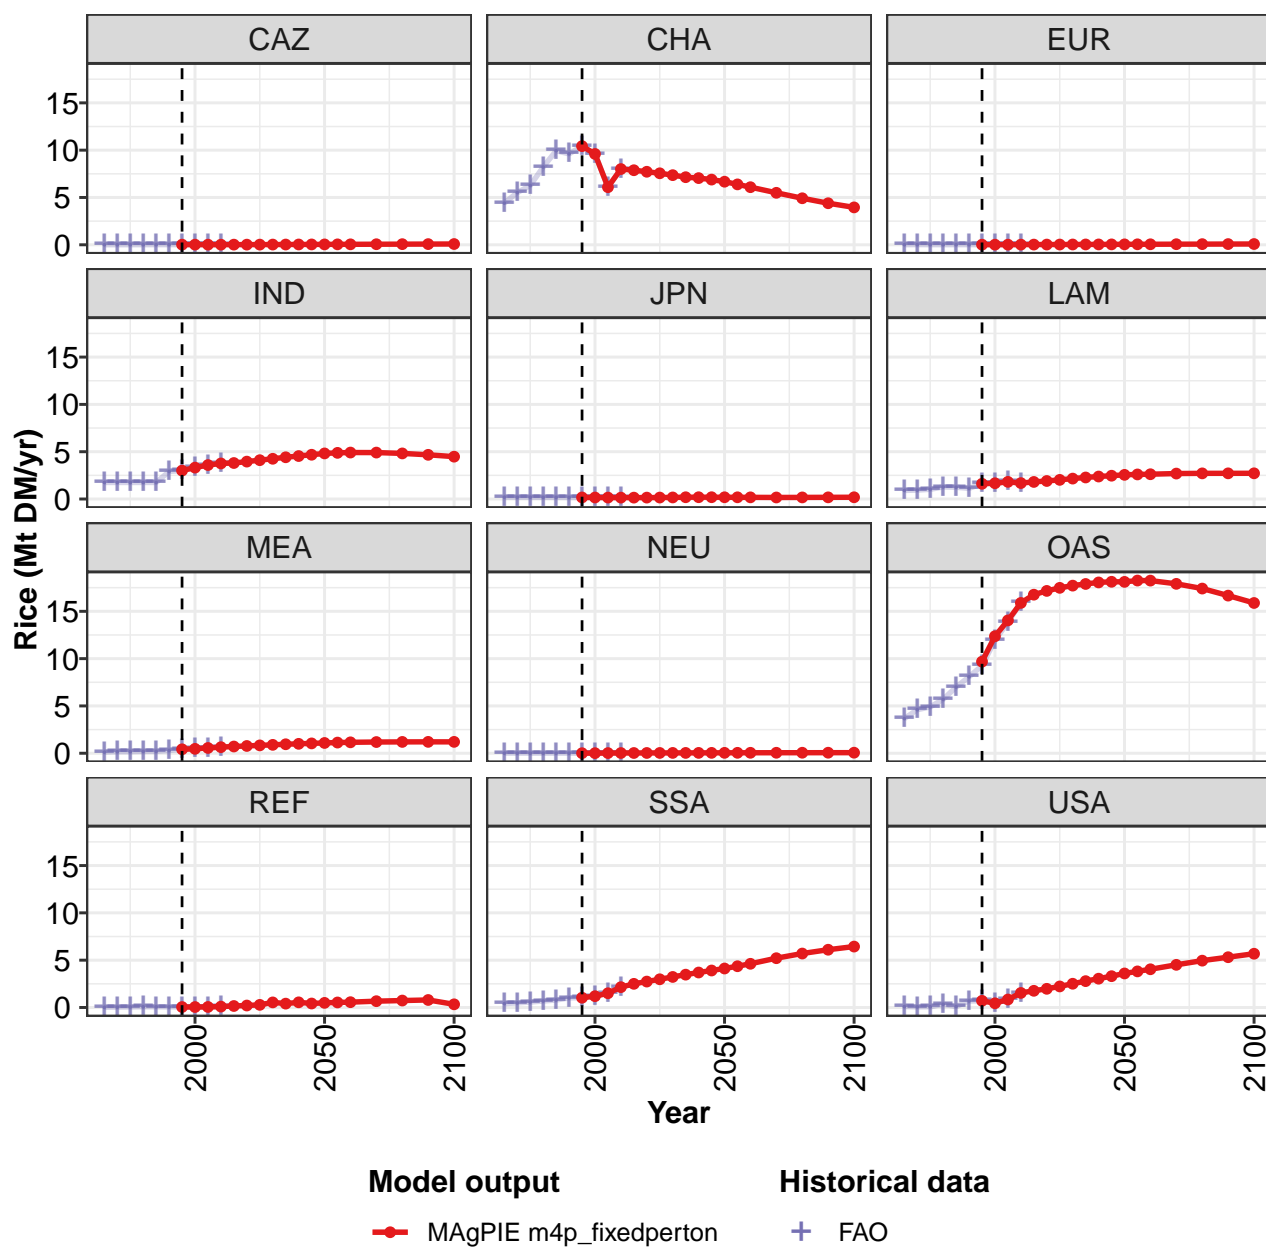 CAZ CHA EUR
15
10
5
0
IND JPN LAM
15
10
5
0
MEA NEU OAS
15
10
5
0
REF SSA USA
15
10
5
0
Rice (Mt DM/yr)
2000 2050 2100 2000 2050 2100 2000 2050 2100
Year
Model output Historical data
MAgPIE m4p_fixedperton FAO